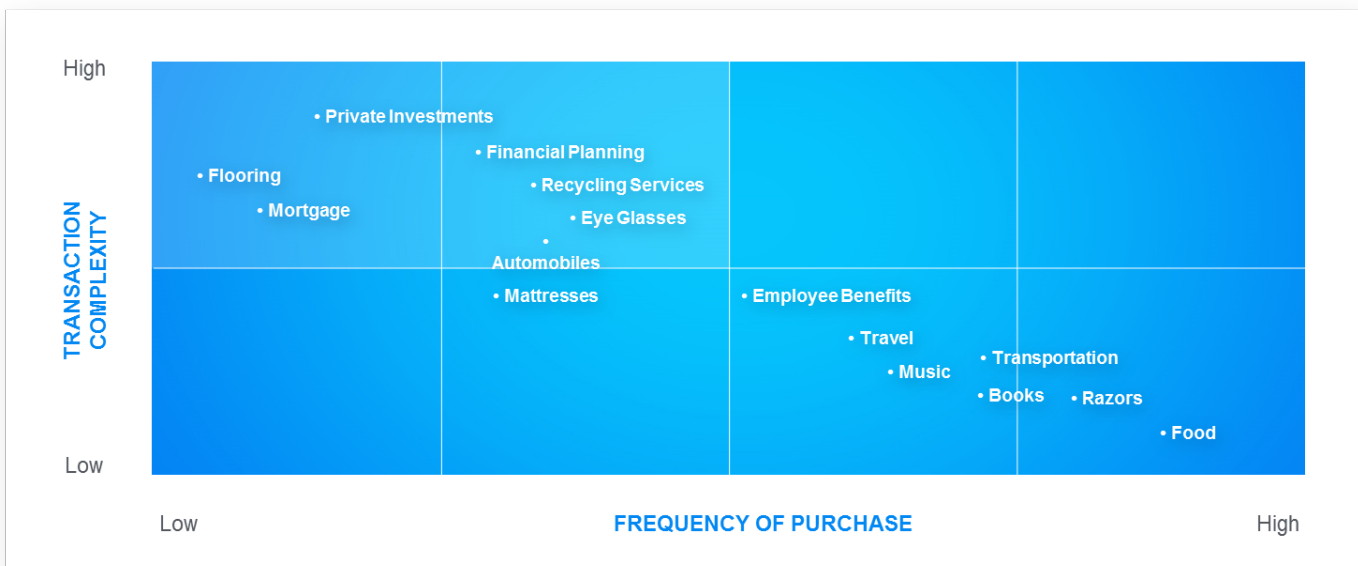 High
• Private Investments
• Financial Planning
• Flooring
• Recycling Services
• Mortgage
• Eye Glasses
•
Automobiles
• Mattresses
• Employee Benefits
• Travel
• Transportation
• Music
• Books
• Razors
• Food
TRANSACTION
COMPLEXITY
Low
Low
FREQUENCY OF PURCHASE
High